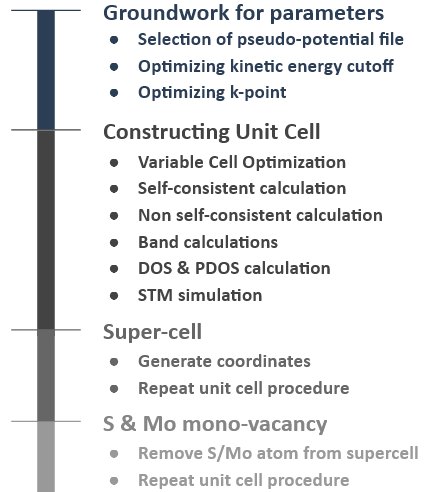 Groundwork for parameters
● Selection of pseudo-potential file
● Optimizing kinetic energy cutoff
● Optimizing k-point
Constructing Unit Cell
● Variable Cell Optimization
● Self-consistent calculation
● Non self-consistent calculation
● Band calculations
● DOS & PDOS calculation
● STM simulation
Super-cell
● Generate coordinates
● Repeat unit cell procedure
S & Mo mono-vacancy
● Remove S/Mo atom from supercell
● Repeat unit cell procedure